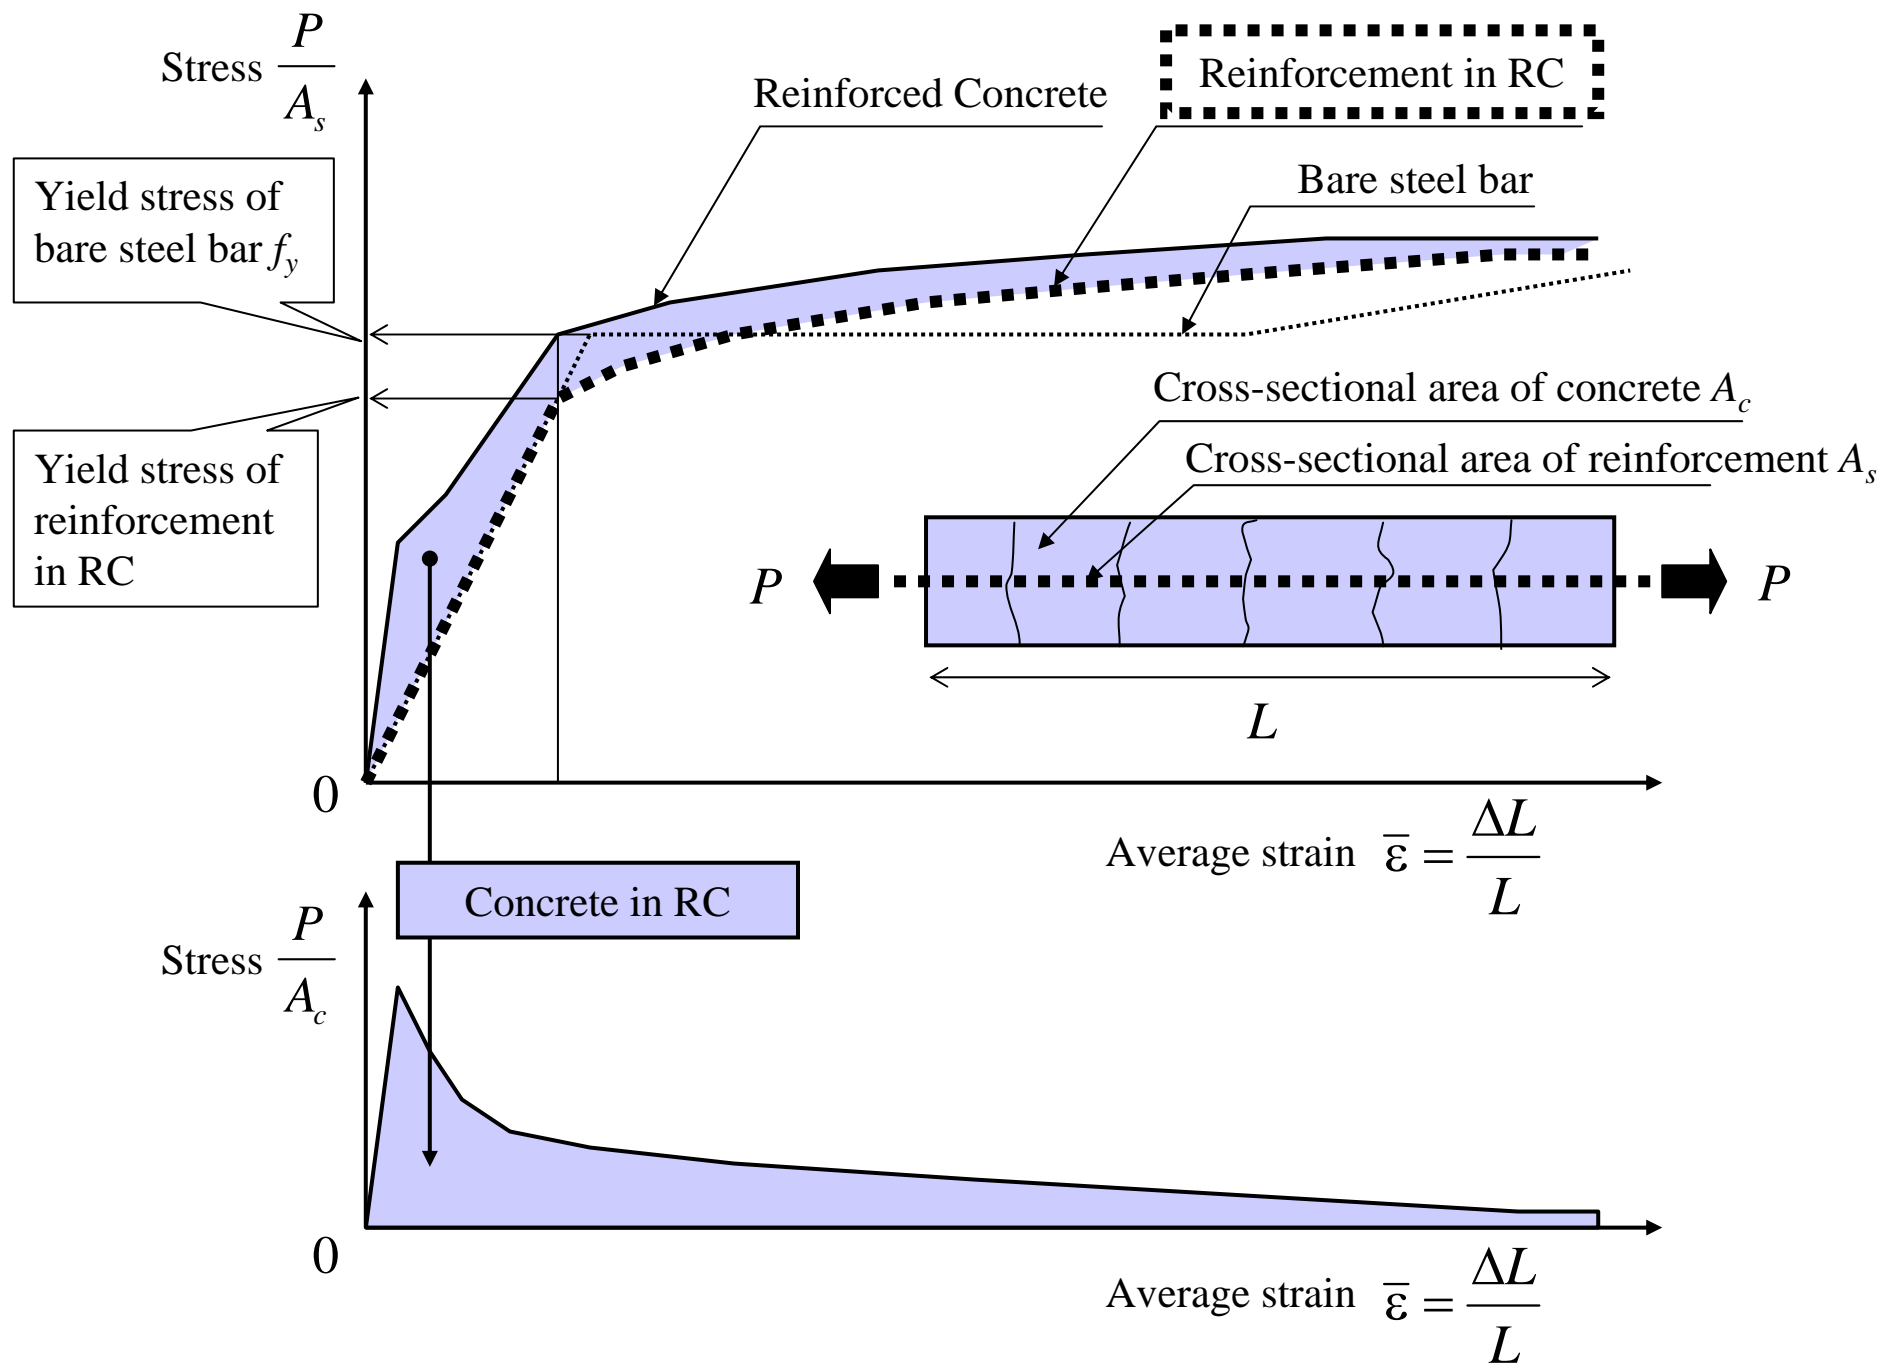 Stress P/A_s
Reinforced Concrete
Reinforcement in RC
Bare steel bar
Yield stress of
bare steel bar f_y
Yield stress of
reinforcement
in RC
Cross-sectional area of concrete A_c
Cross-sectional area of reinforcement A_s
P
P
L
0
Average strain ε̅ = ΔL/L
Concrete in RC
Stress P/A_c
0
Average strain ε̅ = ΔL/L